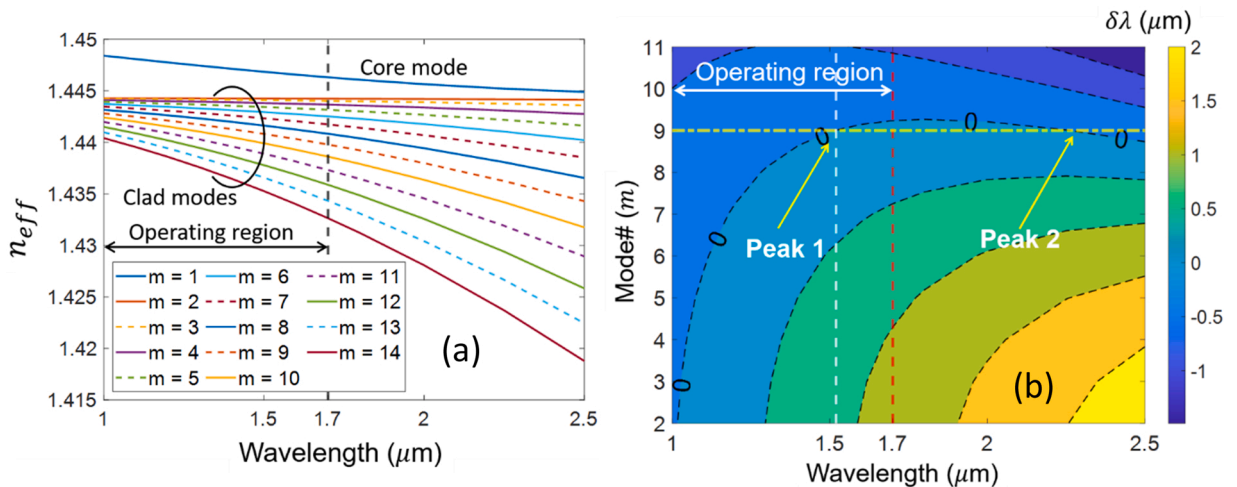 1.45
1.445
1.44
1.435
1.43
1.425
1.42
1.415
n_eff
Core mode
Clad modes
Operating region
m = 1
m = 2
m = 3
m = 4
m = 5
m = 6
m = 7
m = 8
m = 9
m = 10
m = 11
m = 12
m = 13
m = 14
(a)
1
1.5
1.7
2
2.5
Wavelength (μm)
δλ (μm)
11
10
9
8
7
6
5
4
3
2
Mode# (m)
Operating region
0
0
0
0
0
Peak 1
Peak 2
(b)
1
1.5
1.7
2
2.5
Wavelength (μm)
2
1.5
1
0.5
0
-0.5
-1